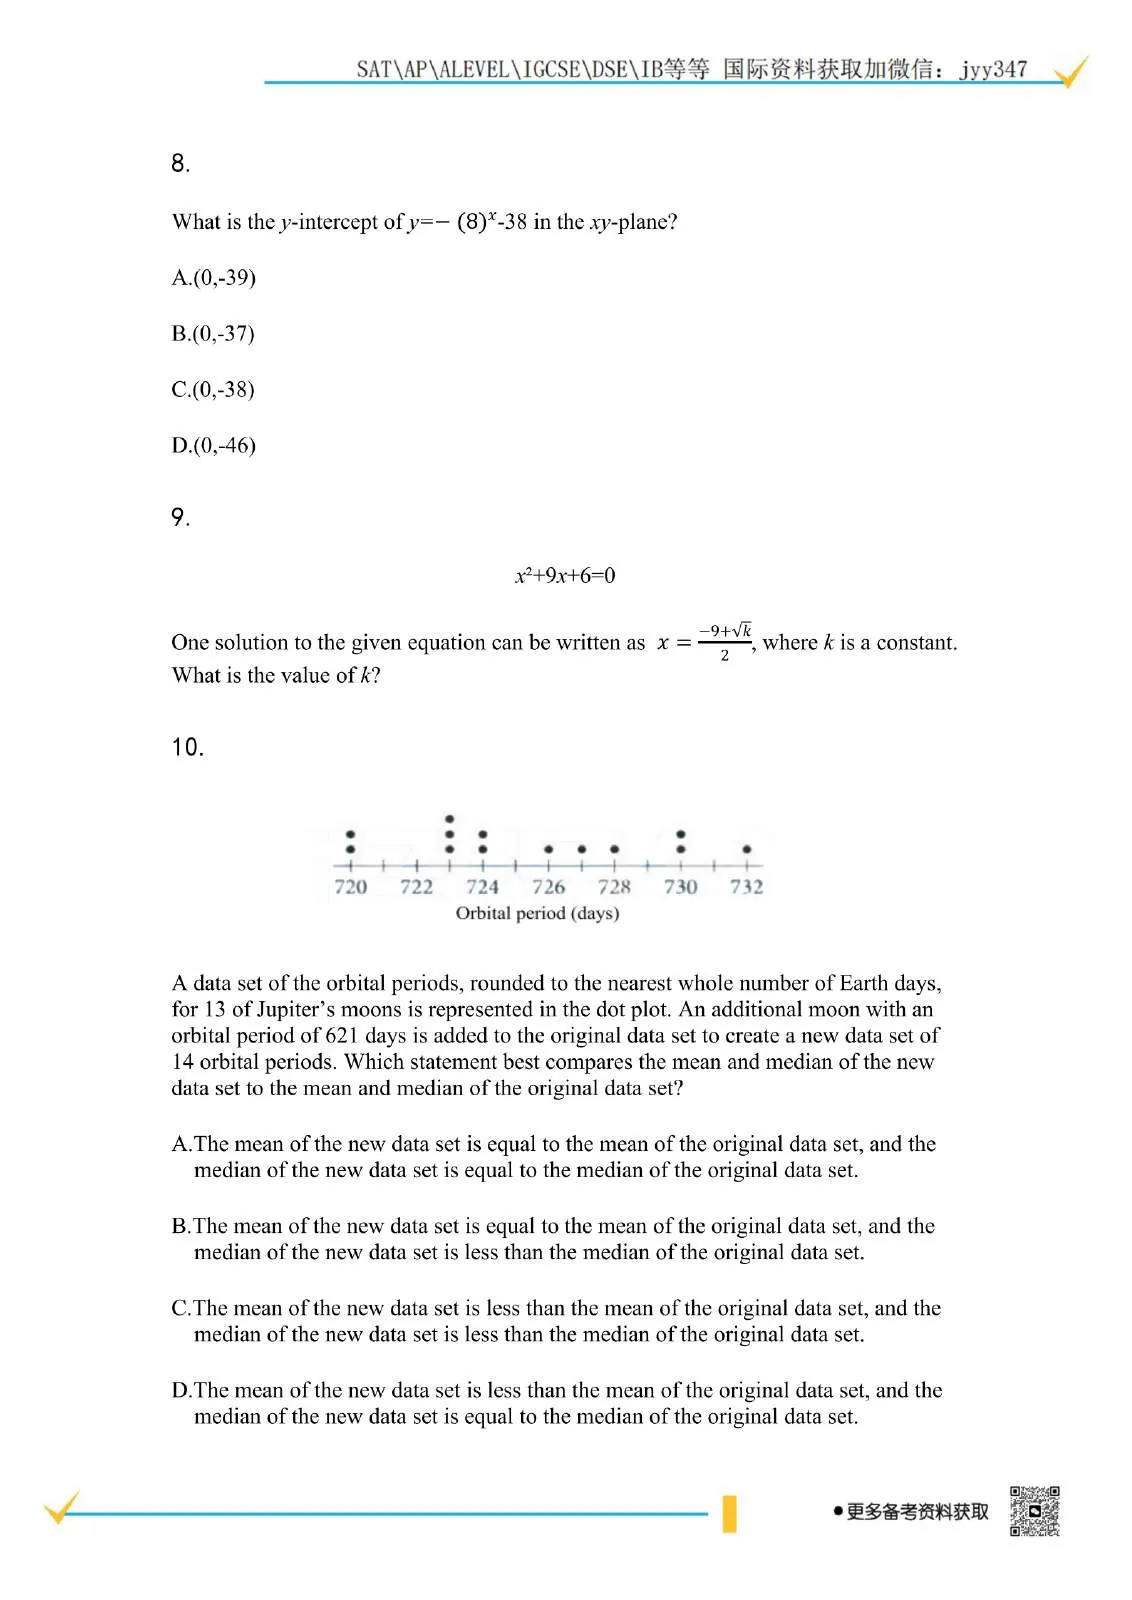 SAT\AP\ALEVEL\IGCSE\DSE\IB等等 国际资料获取加微信：jyy347
8.
What is the y-intercept of y=− (8)ˣ-38 in the xy-plane?
A.(0,-39)
B.(0,-37)
C.(0,-38)
D.(0,-46)
9.
x²+9x+6=0
One solution to the given equation can be written as x = (−9+√k)/2, where k is a constant.
What is the value of k?
10.
720 722 724 726 728 730 732
Orbital period (days)
A data set of the orbital periods, rounded to the nearest whole number of Earth days,
for 13 of Jupiter’s moons is represented in the dot plot. An additional moon with an
orbital period of 621 days is added to the original data set to create a new data set of
14 orbital periods. Which statement best compares the mean and median of the new
data set to the mean and median of the original data set?
A.The mean of the new data set is equal to the mean of the original data set, and the
median of the new data set is equal to the median of the original data set.
B.The mean of the new data set is equal to the mean of the original data set, and the
median of the new data set is less than the median of the original data set.
C.The mean of the new data set is less than the mean of the original data set, and the
median of the new data set is less than the median of the original data set.
D.The mean of the new data set is less than the mean of the original data set, and the
median of the new data set is equal to the median of the original data set.
●更多备考资料获取